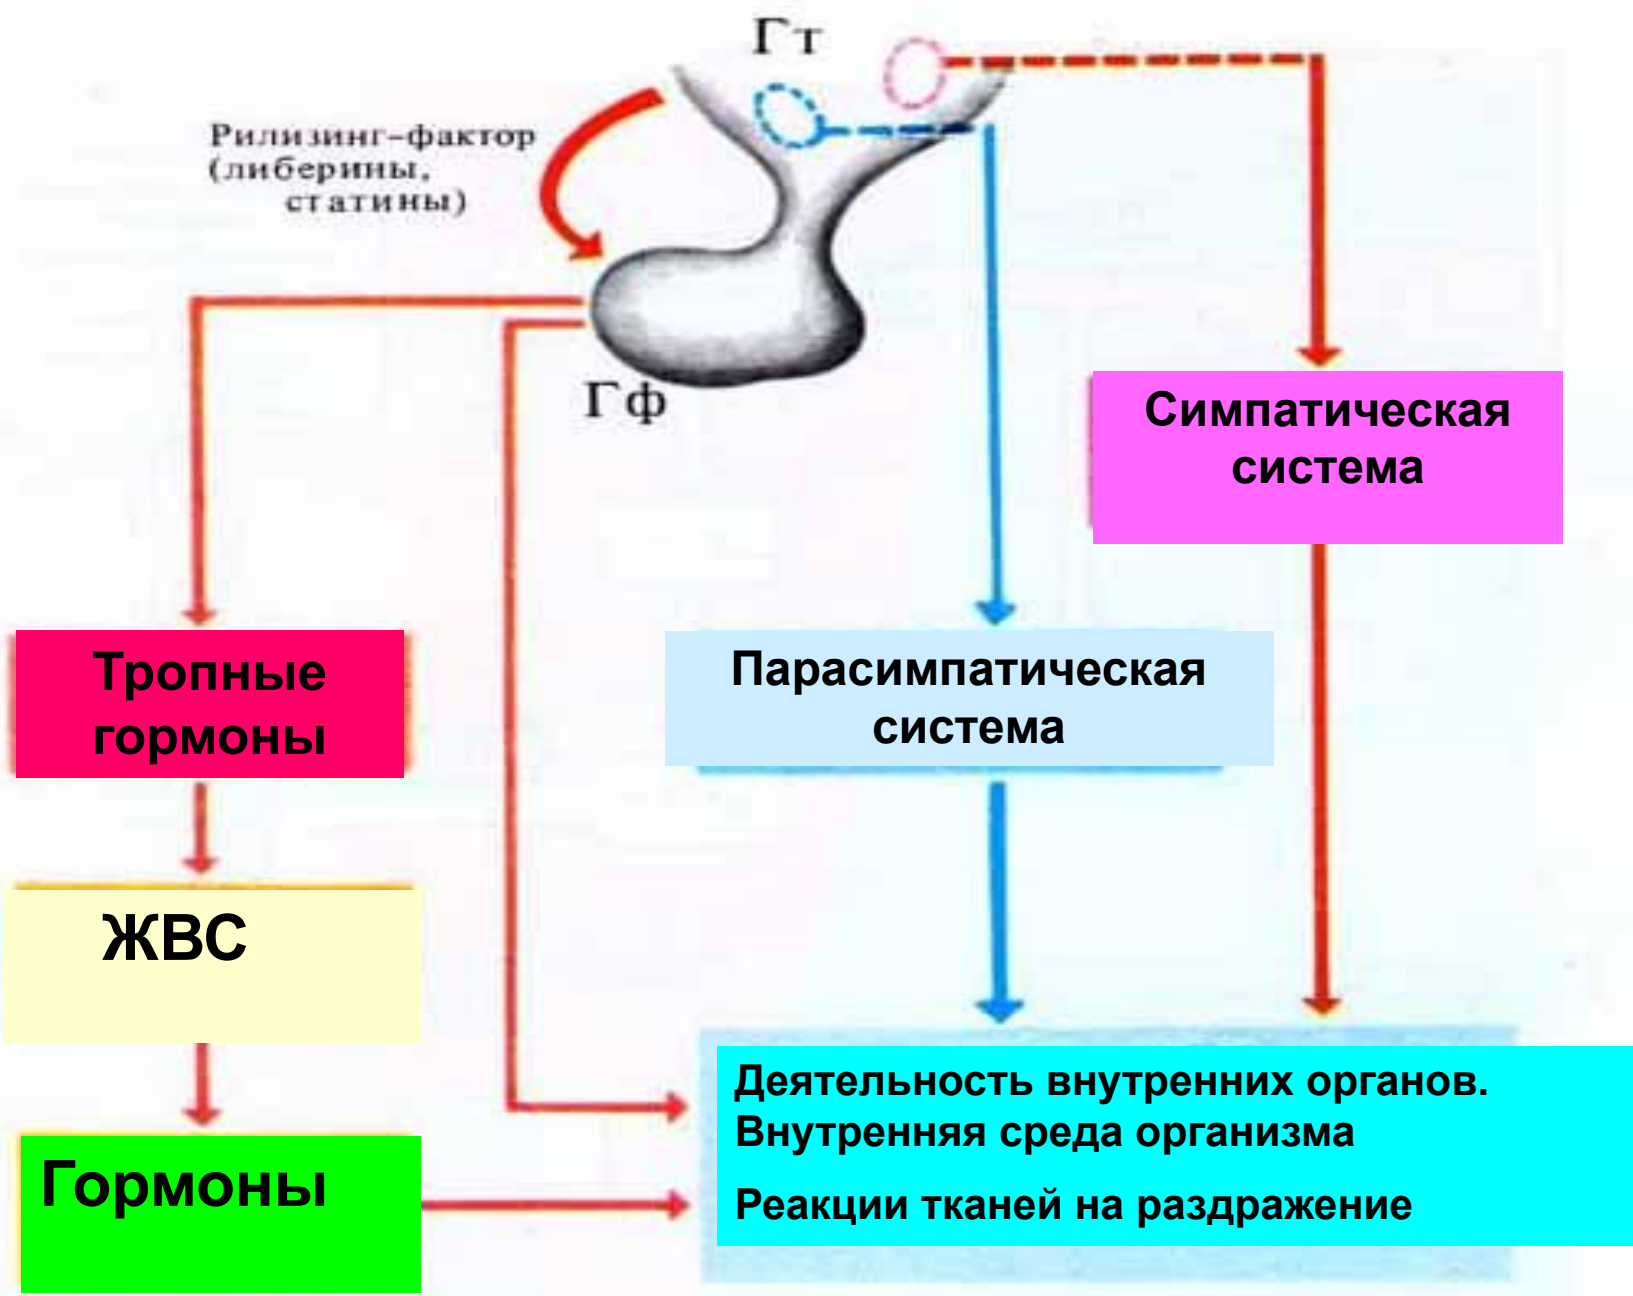 Гт
Рилизинг-фактор
(либерины,
статины)
Гф
Симпатическая
система
Тропные
гормоны
Парасимпатическая
система
ЖВС
Гормоны
Деятельность внутренних органов.
Внутренняя среда организма
Реакции тканей на раздражение